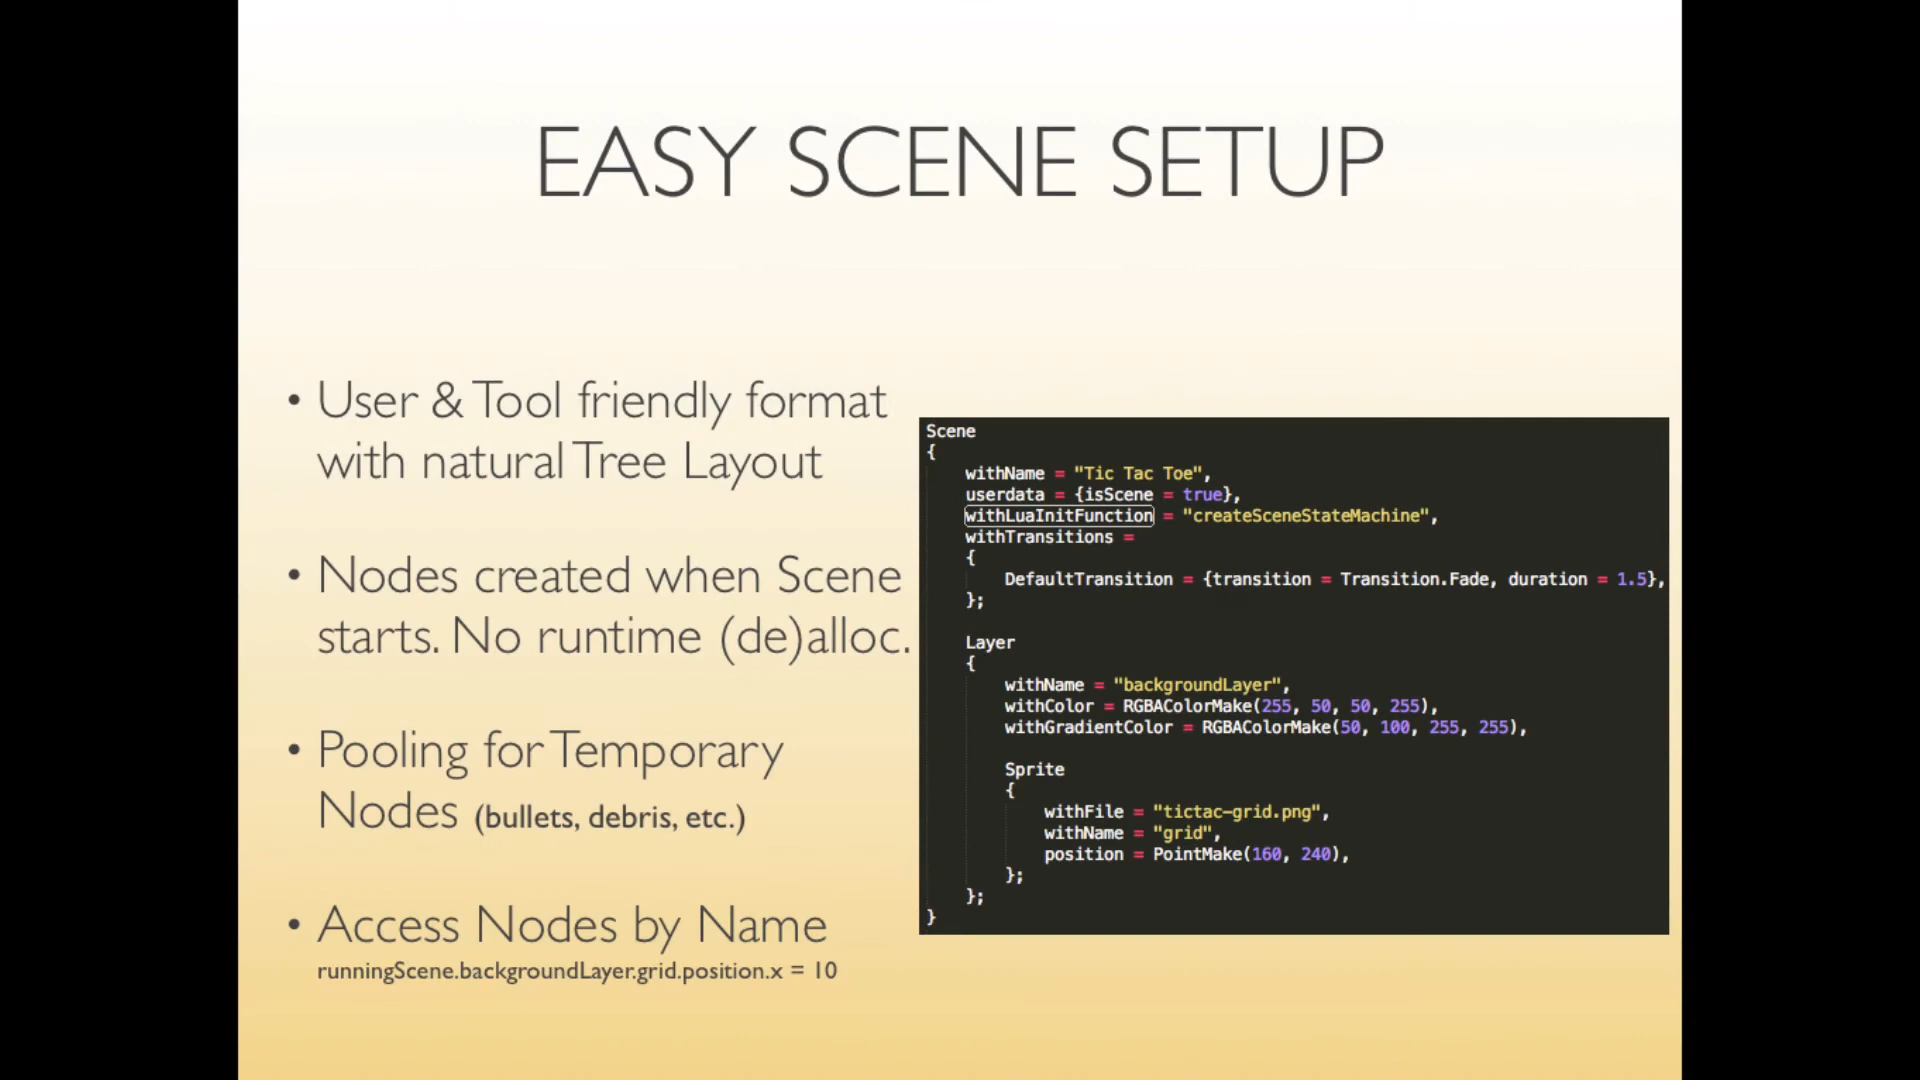 EASY SCENE SETUP
• User & Tool friendly format
with natural Tree Layout
• Nodes created when Scene
starts. No runtime (de)alloc.
• Pooling for Temporary
Nodes (bullets, debris, etc.)
• Access Nodes by Name
runningScene.backgroundLayer.grid.position.x = 10
Scene
{
withName = "Tic Tac Toe",
userdata = {isScene = true},
withLuaInitFunction = "createSceneStateMachine",
withTransitions =
{
DefaultTransition = {transition = Transition.Fade, duration = 1.5},
};
Layer
{
withName = "backgroundLayer",
withColor = RGBAColorMake(255, 50, 50, 255),
withGradientColor = RGBAColorMake(50, 100, 255, 255),
Sprite
{
withFile = "tictac-grid.png",
withName = "grid",
position = PointMake(160, 240),
};
};
}